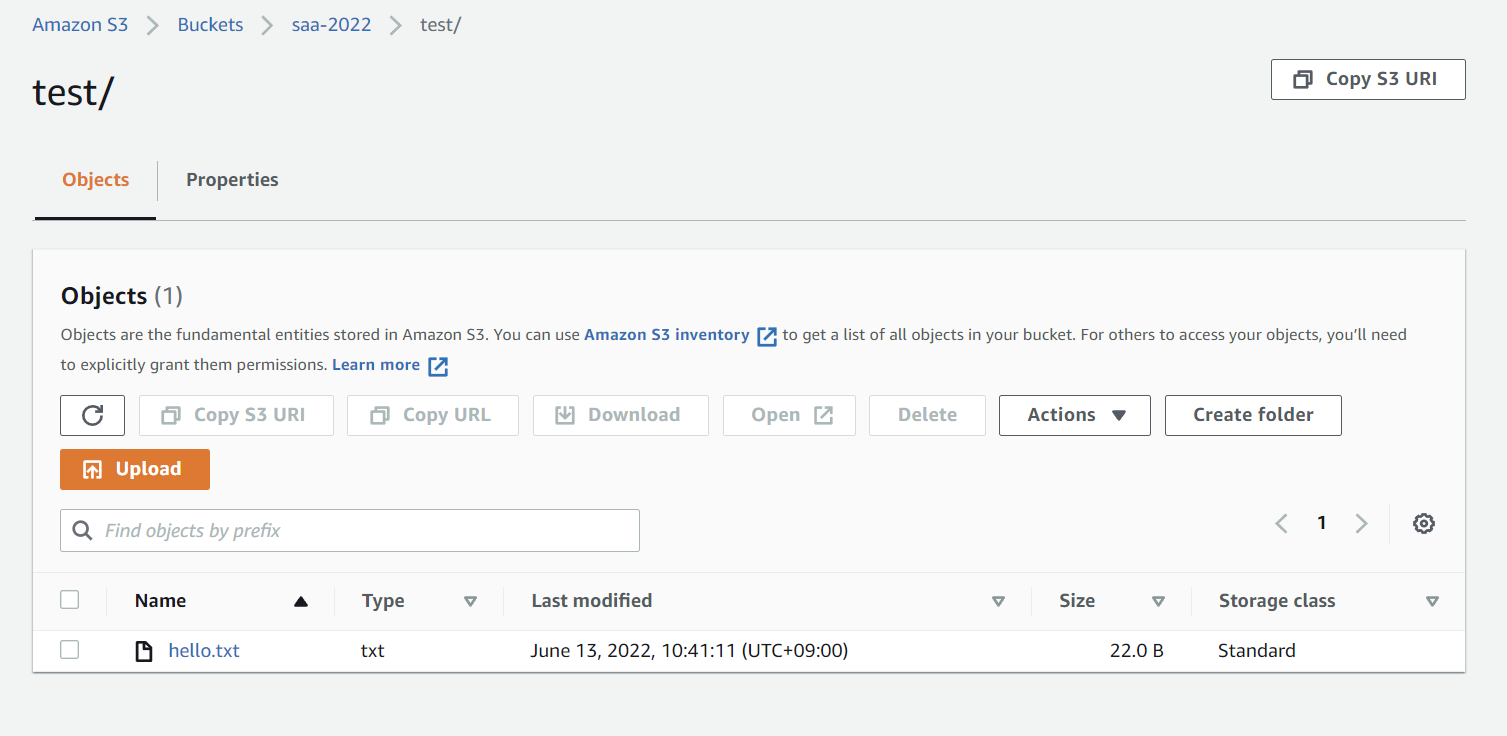 Amazon S3 > Buckets > saa-2022 > test/
test/
Copy S3 URI
Objects
Properties
Objects (1)
Objects are the fundamental entities stored in Amazon S3. You can use Amazon S3 inventory to get a list of all objects in your bucket. For others to access your objects, you’ll need
to explicitly grant them permissions. Learn more
Copy S3 URI Copy URL Download Open Delete Actions Create folder
Upload
Find objects by prefix
1
Name Type Last modified Size Storage class
hello.txt txt June 13, 2022, 10:41:11 (UTC+09:00) 22.0 B Standard